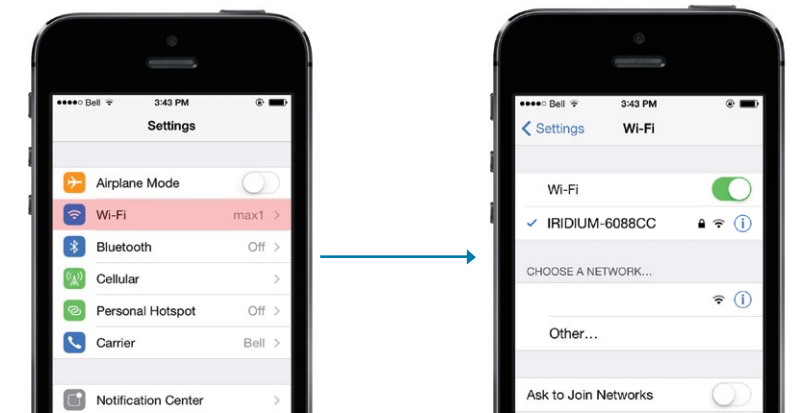 Bell 3:43 PM
Settings
Airplane Mode
Wi-Fi max1
Bluetooth Off
Cellular
Personal Hotspot Off
Carrier Bell
Notification Center
Bell 3:43 PM
Settings Wi-Fi
Wi-Fi
IRIDIUM-6088CC
CHOOSE A NETWORK...
Other...
Ask to Join Networks